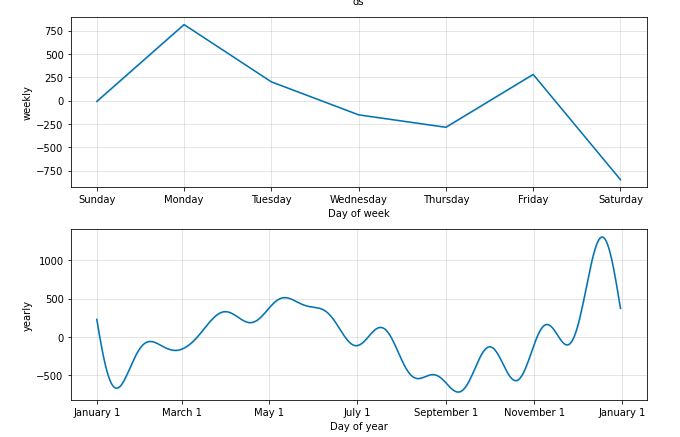 ds
750
500
250
0
−250
−500
−750
weekly
Sunday Monday Tuesday Wednesday Thursday Friday Saturday
Day of week
1000
500
0
−500
yearly
January 1 March 1 May 1 July 1 September 1 November 1 January 1
Day of year